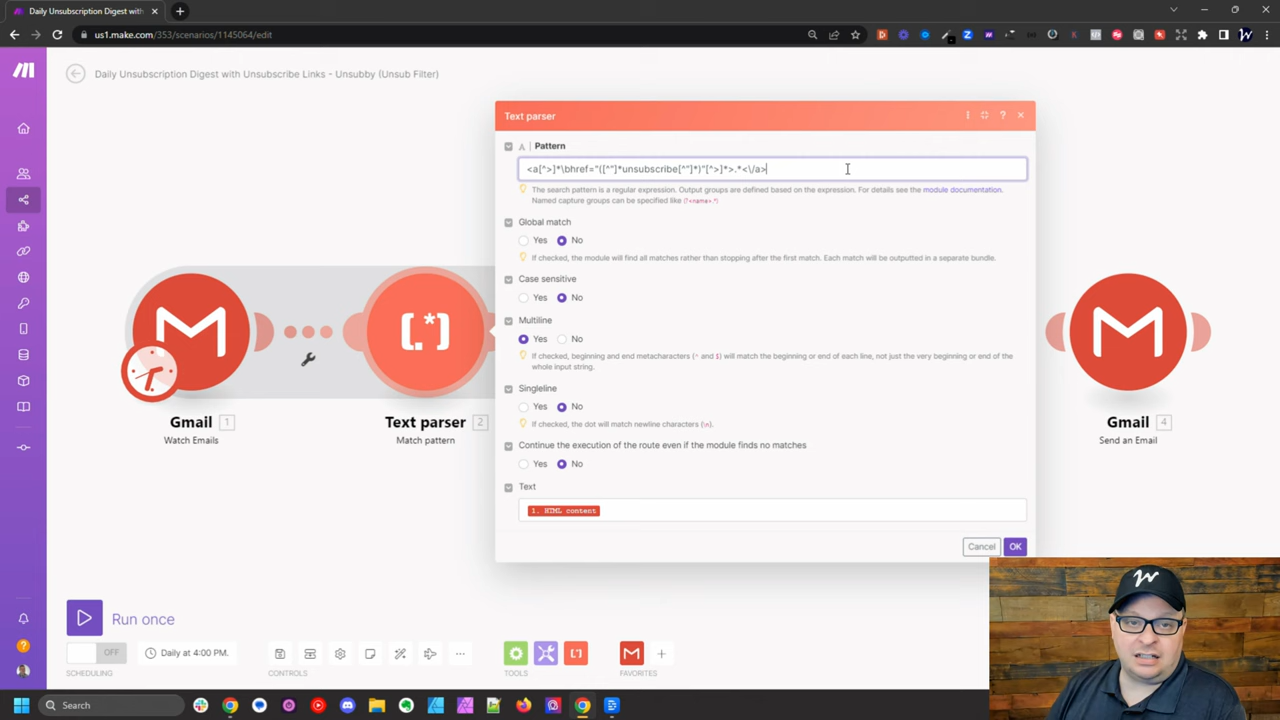 Daily Unsubscription Digest with
us1.make.com/353/scenarios/1145064/edit
Daily Unsubscription Digest with Unsubscribe Links - Unsubby (Unsub Filter)
Text parser
A Pattern
<a[^>]*\bhref="([^"]*unsubscribe[^"]*)"[^>]*>.*<\/a>
The search pattern is a regular expression. Output groups are defined based on the expression. For details see the module documentation.
Named capture groups can be specified like (?<name>.*)
Global match
Yes No
If checked, the module will find all matches rather than stopping after the first match. Each match will be outputted in a separate bundle.
Case sensitive
Yes No
Multiline
Yes No
If checked, beginning and end metacharacters (^ and $) will match the beginning or end of each line, not just the very beginning or end of the
whole input string.
Singleline
Yes No
If checked, the dot will match newline characters (\n).
Continue the execution of the route even if the module finds no matches
Yes No
Text
1. HTML content
Cancel OK
[.*]
Gmail 1
Watch Emails
Text parser 2
Match pattern
Gmail 4
Send an Email
Run once
OFF
Daily at 4:00 PM.
SCHEDULING
CONTROLS
TOOLS
FAVORITES
Search